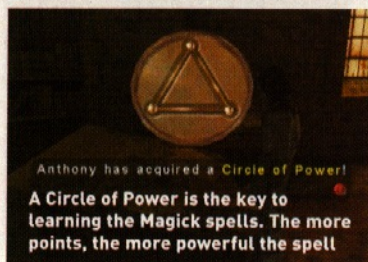 Anthony has acquired a Circle of Power!
A Circle of Power is the key to
learning the Magick spells. The more
points, the more powerful the spell